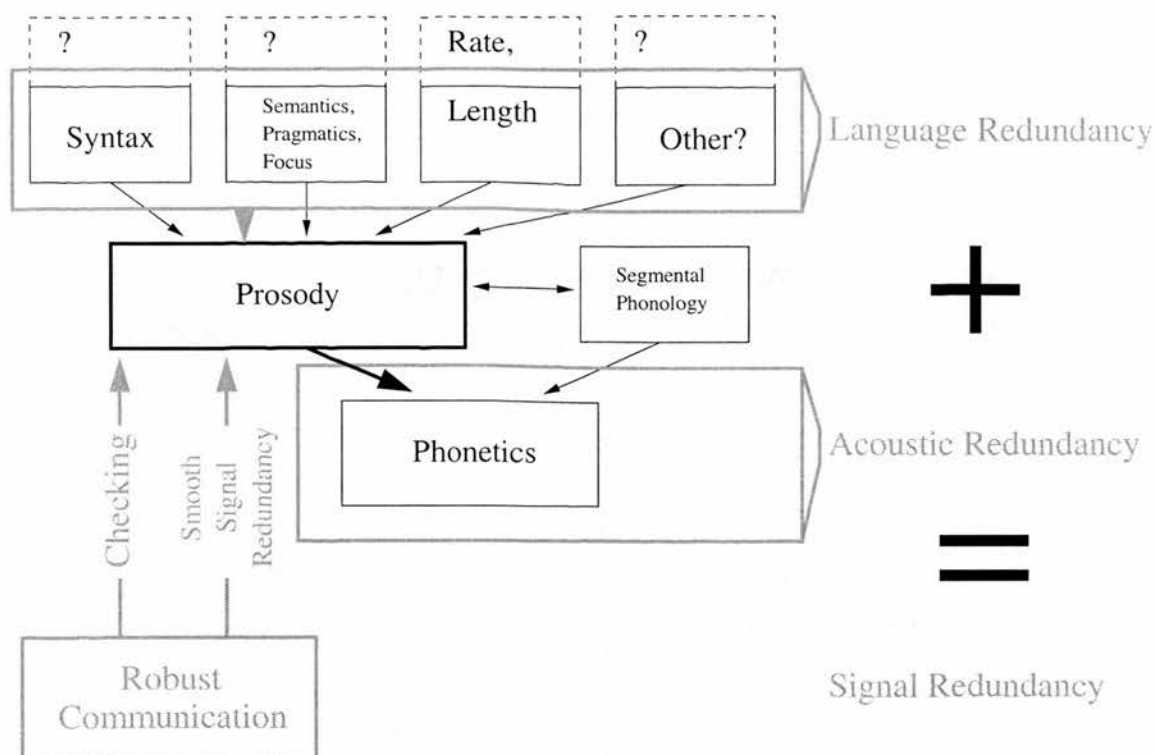 ?
?
Rate,
?
Syntax
Semantics,
Pragmatics,
Focus
Length
Other?
Language Redundancy
Prosody
Segmental
Phonology
+
Phonetics
Acoustic Redundancy
Checking
Smooth
Signal
Redundancy
=
Robust
Communication
Signal Redundancy